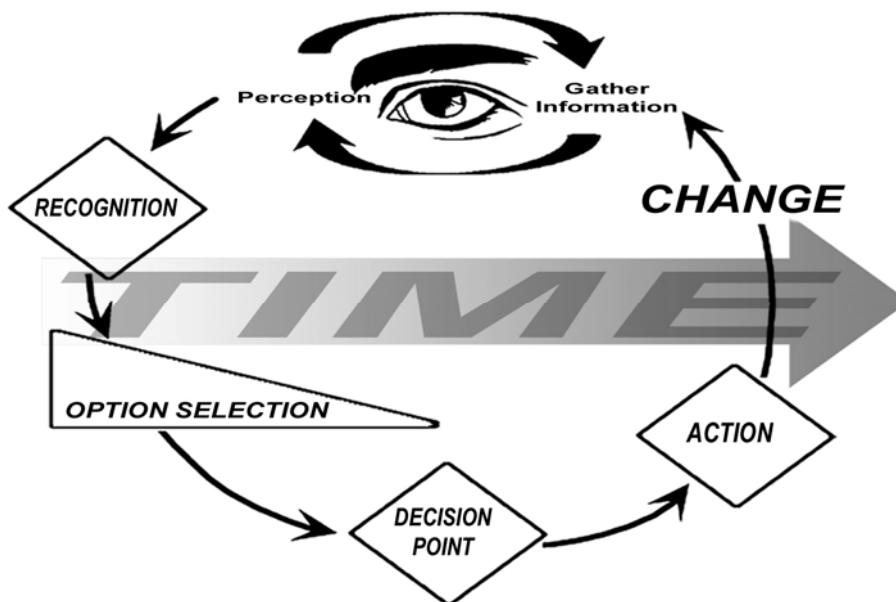 Perception
Gather
Information
RECOGNITION
CHANGE
TIME
OPTION SELECTION
ACTION
DECISION
POINT